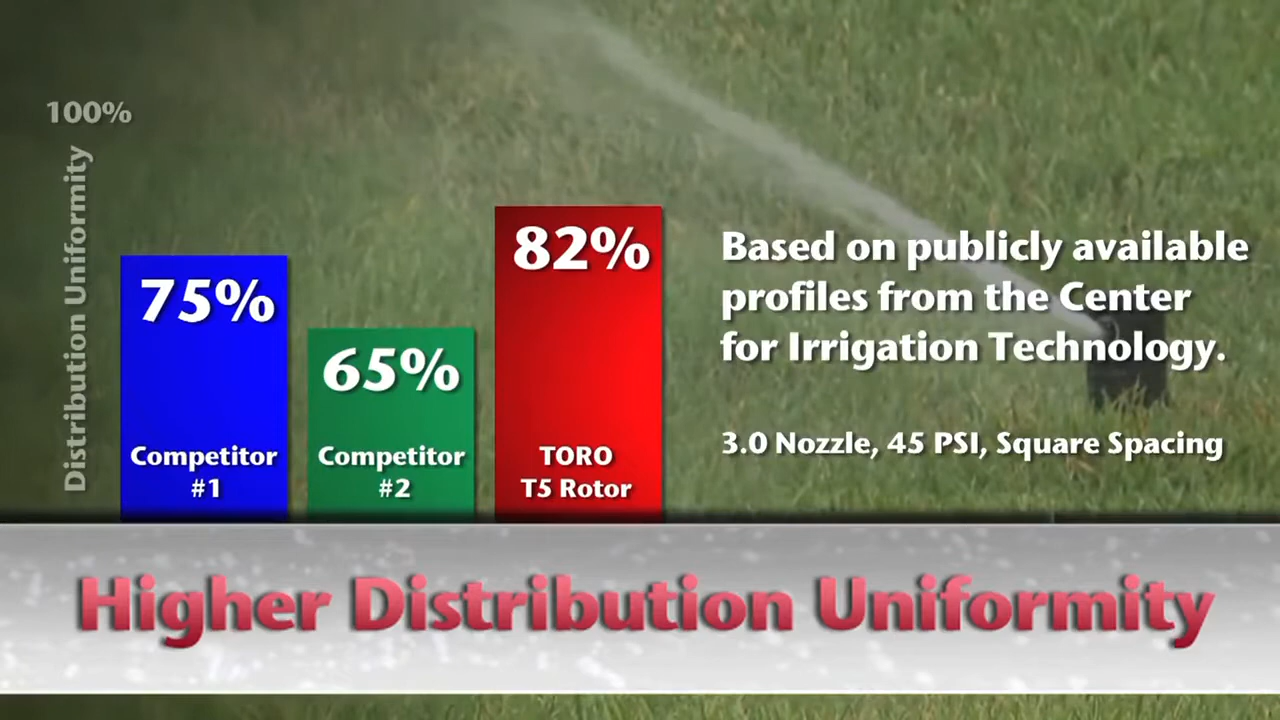 100%
Distribution Uniformity
75%
Competitor
#1
65%
Competitor
#2
82%
TORO
T5 Rotor
Based on publicly available
profiles from the Center
for Irrigation Technology.
3.0 Nozzle, 45 PSI, Square Spacing
Higher Distribution Uniformity